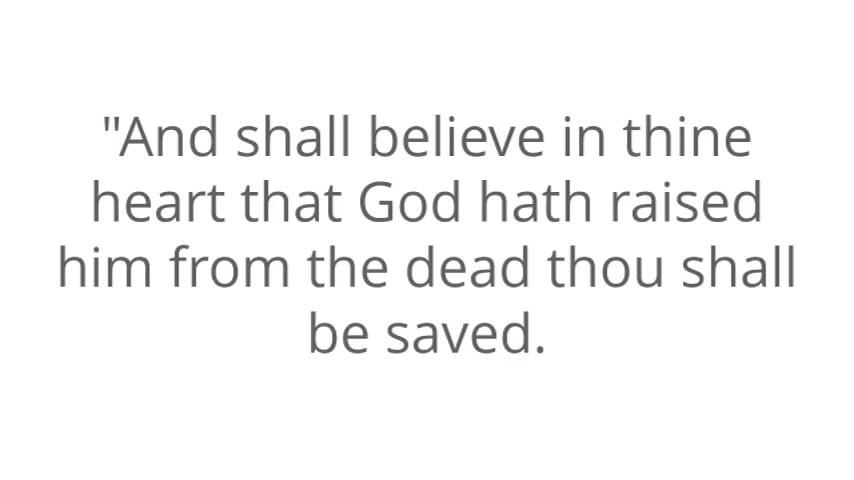 "And shall believe in thine
heart that God hath raised
him from the dead thou shall
be saved.